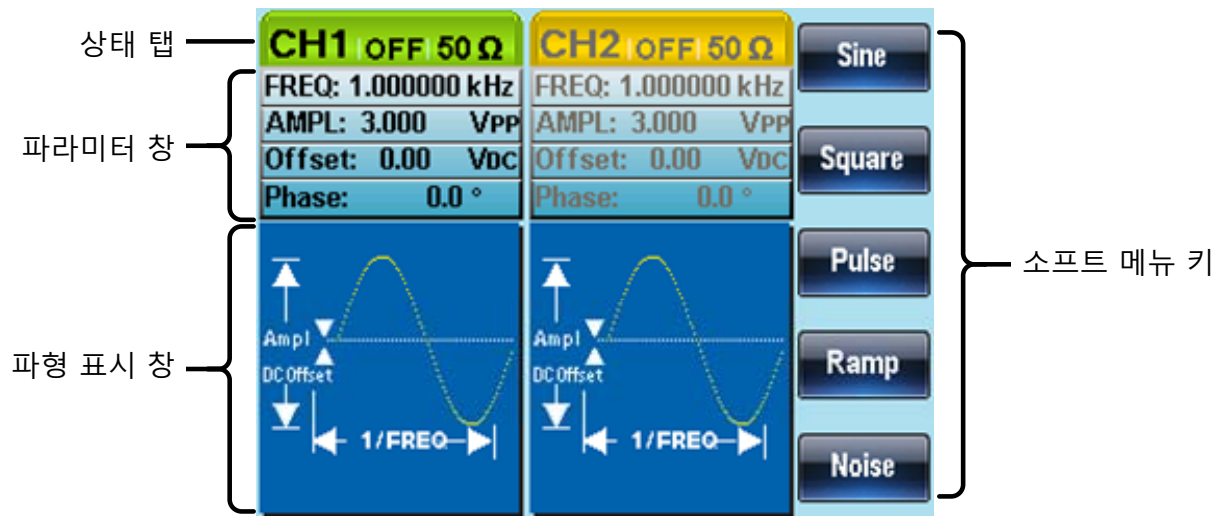 상태 탭
CH1 OFF 50 Ω
CH2 OFF 50 Ω
파라미터 창
FREQ: 1.000000 kHz
AMPL: 3.000 VPP
Offset: 0.00 VDC
Phase: 0.0 °
FREQ: 1.000000 kHz
AMPL: 3.000 VPP
Offset: 0.00 VDC
Phase: 0.0 °
파형 표시 창
Ampl
DC Offset
1/FREQ
Ampl
DC Offset
1/FREQ
Sine
Square
Pulse
Ramp
Noise
소프트 메뉴 키